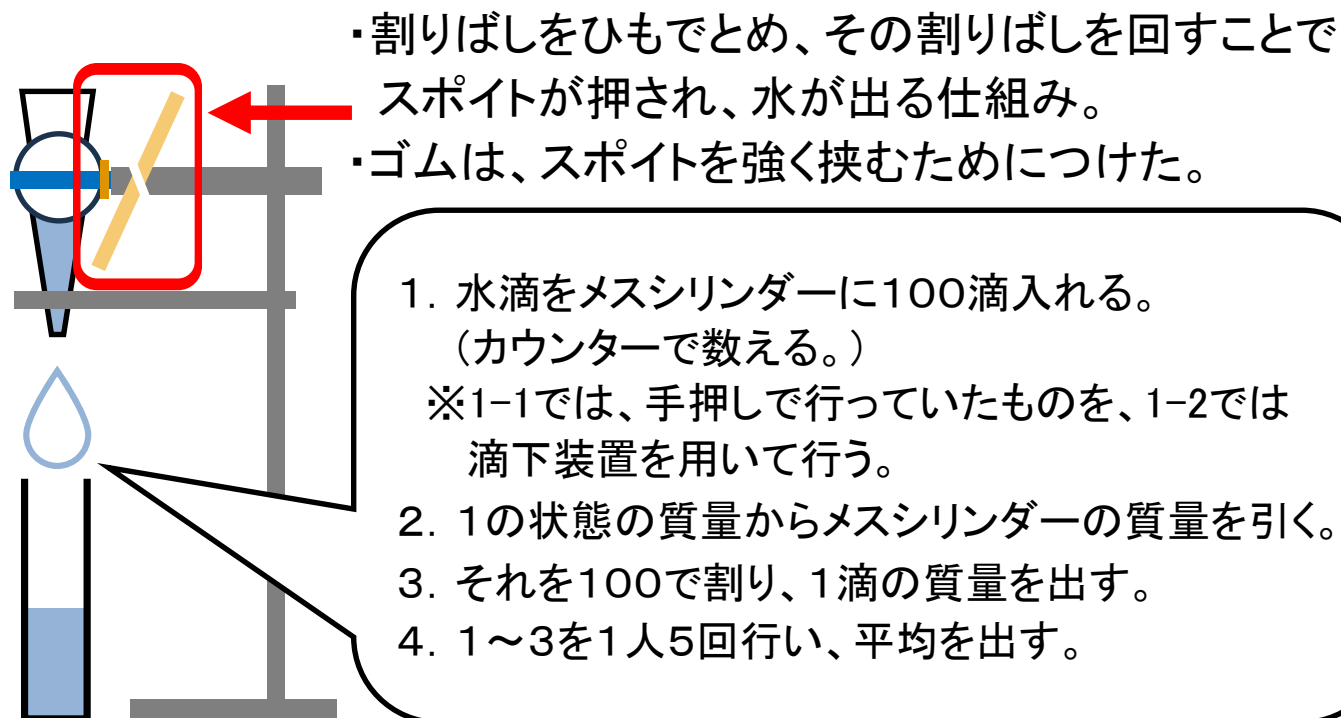 ・割りばしをひもでとめ、その割りばしを回すことで
スポイトが押され、水が出る仕組み。
・ゴムは、スポイトを強く挟むためにつけた。
1．水滴をメスシリンダーに１００滴入れる。
（カウンターで数える。）
※1-1では、手押しで行っていたものを、1-2では
滴下装置を用いて行う。
２．１の状態の質量からメスシリンダーの質量を引く。
３．それを１００で割り、１滴の質量を出す。
４．１～３を１人５回行い、平均を出す。